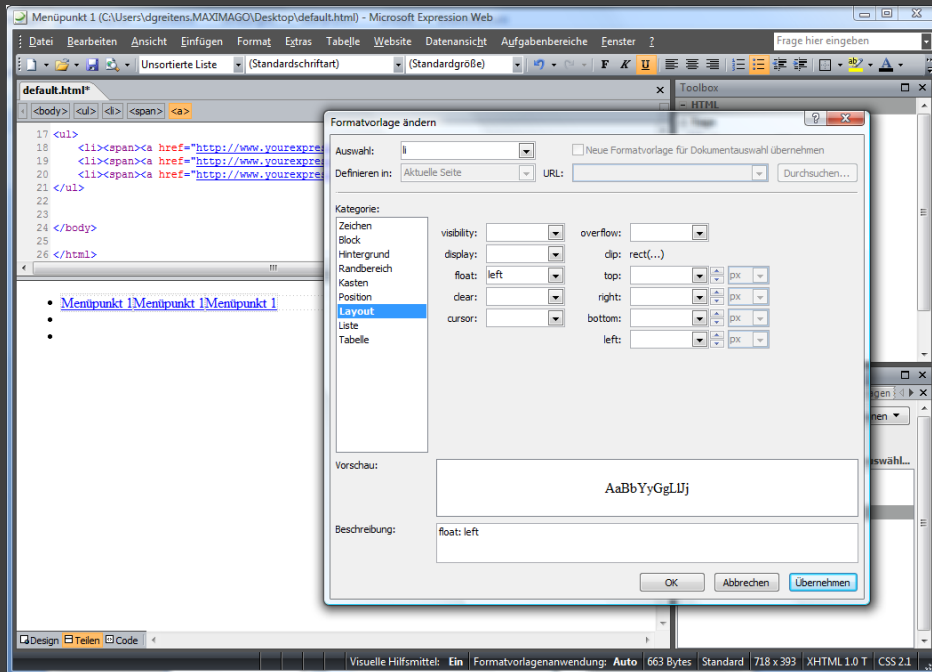 Menüpunkt 1 (C:\Users\dgreitens.MAXIMAGO\Desktop\default.html) - Microsoft Expression Web
Datei Bearbeiten Ansicht Einfügen Format Extras Tabelle Website Datenansicht Aufgabenbereiche Fenster ? Frage hier eingeben
Unsortierte Liste (Standardschriftart) (Standardgröße) F K U
default.html* Toolbox
<body> <ul> <li> <span> <a> HTML
17 <ul>
18 <li><span><a href="http://www.yourexpres
19 <li><span><a href="http://www.yourexpres
20 <li><span><a href="http://www.yourexpres
21 </ul>
22
23
24 </body>
25
26 </html>
Menüpunkt 1Menüpunkt 1Menüpunkt 1
Formatvorlage ändern
Auswahl: li Neue Formatvorlage für Dokumentauswahl übernehmen
Definieren in: Aktuelle Seite URL: Durchsuchen...
Kategorie:
Zeichen
Block
Hintergrund
Randbereich
Kasten
Position
Layout
Liste
Tabelle
visibility: overflow:
display: clip: rect(...)
float: left top: px
clear: right: px
cursor: bottom: px
left: px
Vorschau:
AaBbYyGgLlJj
Beschreibung:
float: left
OK Abbrechen Übernehmen
agen
nen
uswähl...
Design Teilen Code
Visuelle Hilfsmittel: Ein Formatvorlagenanwendung: Auto 663 Bytes Standard 718 x 393 XHTML 1.0 T CSS 2.1